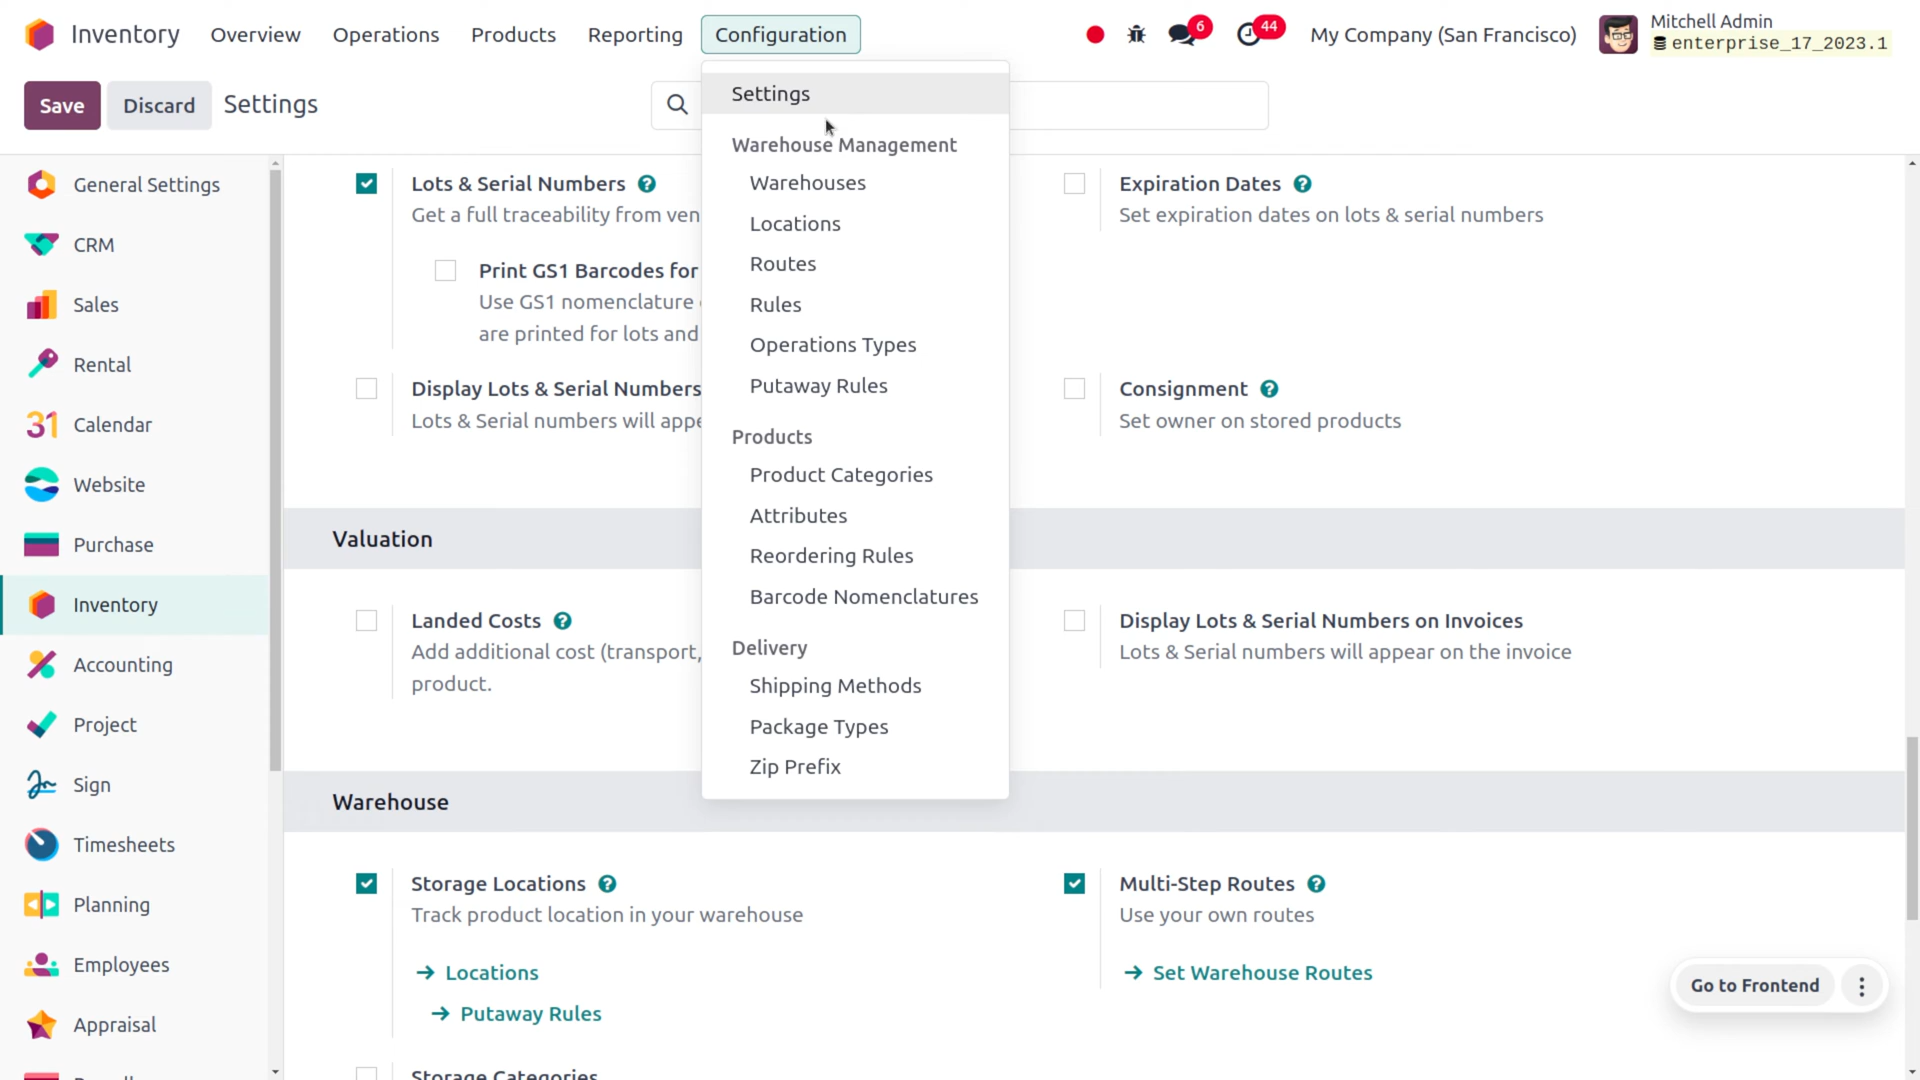 Inventory
Overview
Operations
Products
Reporting
Configuration
6
44
My Company (San Francisco)
Mitchell Admin
enterprise_17_2023.1
Save
Discard
Settings
Settings
Warehouse Management
Warehouses
Locations
Routes
Rules
Operations Types
Putaway Rules
Products
Product Categories
Attributes
Reordering Rules
Barcode Nomenclatures
Delivery
Shipping Methods
Package Types
Zip Prefix
General Settings
CRM
Sales
Rental
31 Calendar
Website
Purchase
Inventory
Accounting
Project
Sign
Timesheets
Planning
Employees
Appraisal
Lots & Serial Numbers ?
Get a full traceability from ven
Print GS1 Barcodes for
Use GS1 nomenclature
are printed for lots and
Expiration Dates ?
Set expiration dates on lots & serial numbers
Display Lots & Serial Numbers
Lots & Serial numbers will appe
Consignment ?
Set owner on stored products
Valuation
Landed Costs ?
Add additional cost (transport,
product.
Display Lots & Serial Numbers on Invoices
Lots & Serial numbers will appear on the invoice
Warehouse
Storage Locations ?
Track product location in your warehouse
→ Locations
→ Putaway Rules
Multi-Step Routes ?
Use your own routes
→ Set Warehouse Routes
Storage Categories
Go to Frontend